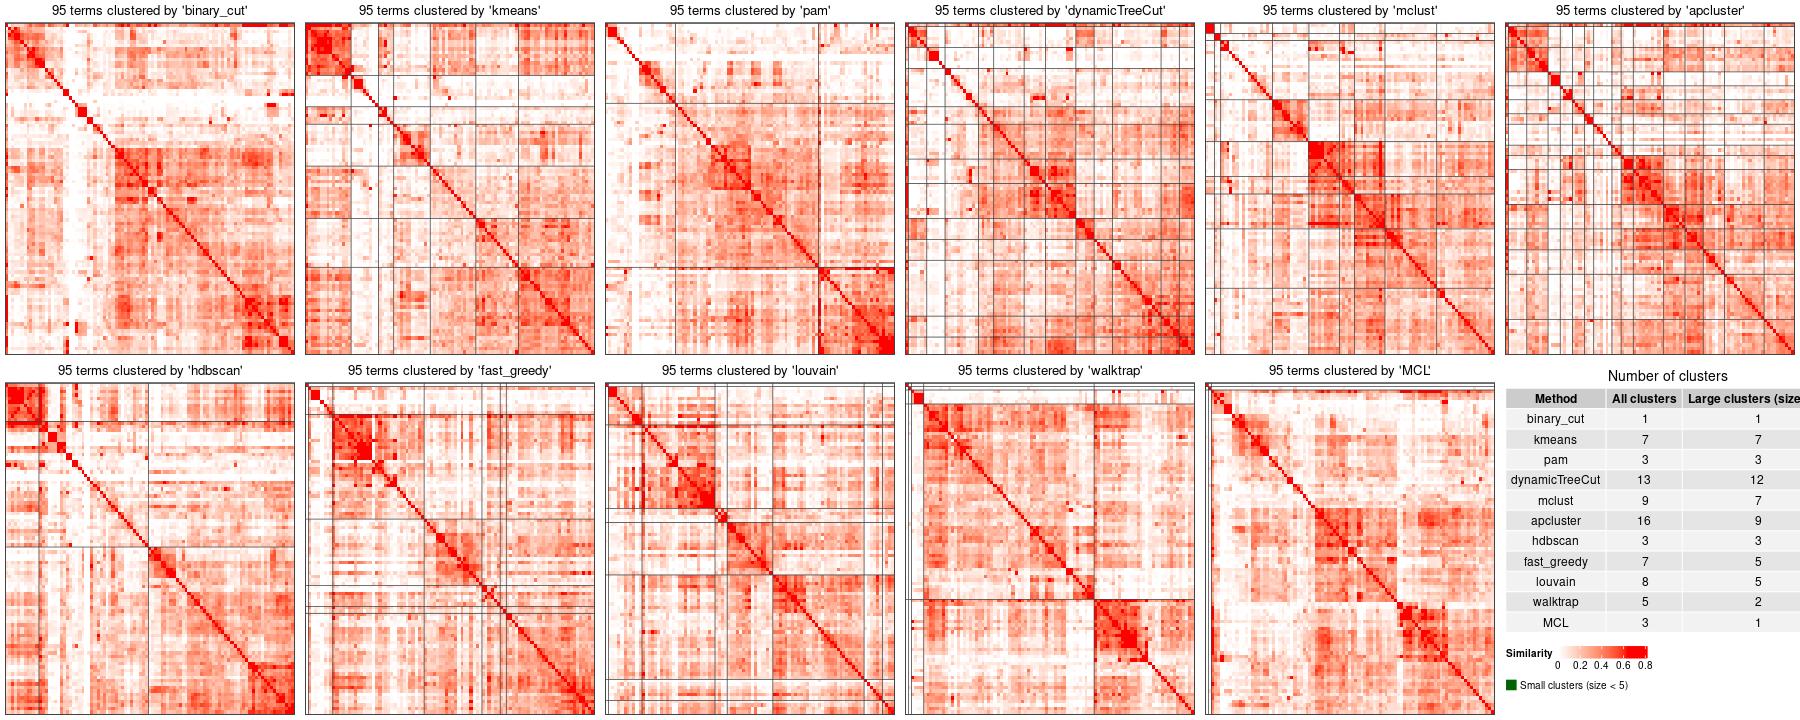 95 terms clustered by 'binary_cut'
95 terms clustered by 'kmeans'
95 terms clustered by 'pam'
95 terms clustered by 'dynamicTreeCut'
95 terms clustered by 'mclust'
95 terms clustered by 'apcluster'
95 terms clustered by 'hdbscan'
95 terms clustered by 'fast_greedy'
95 terms clustered by 'louvain'
95 terms clustered by 'walktrap'
95 terms clustered by 'MCL'
Number of clusters
Method All clusters Large clusters (size
binary_cut 1 1
kmeans 7 7
pam 3 3
dynamicTreeCut 13 12
mclust 9 7
apcluster 16 9
hdbscan 3 3
fast_greedy 7 5
louvain 8 5
walktrap 5 2
MCL 3 1
Similarity
0 0.2 0.4 0.6 0.8
Small clusters (size < 5)